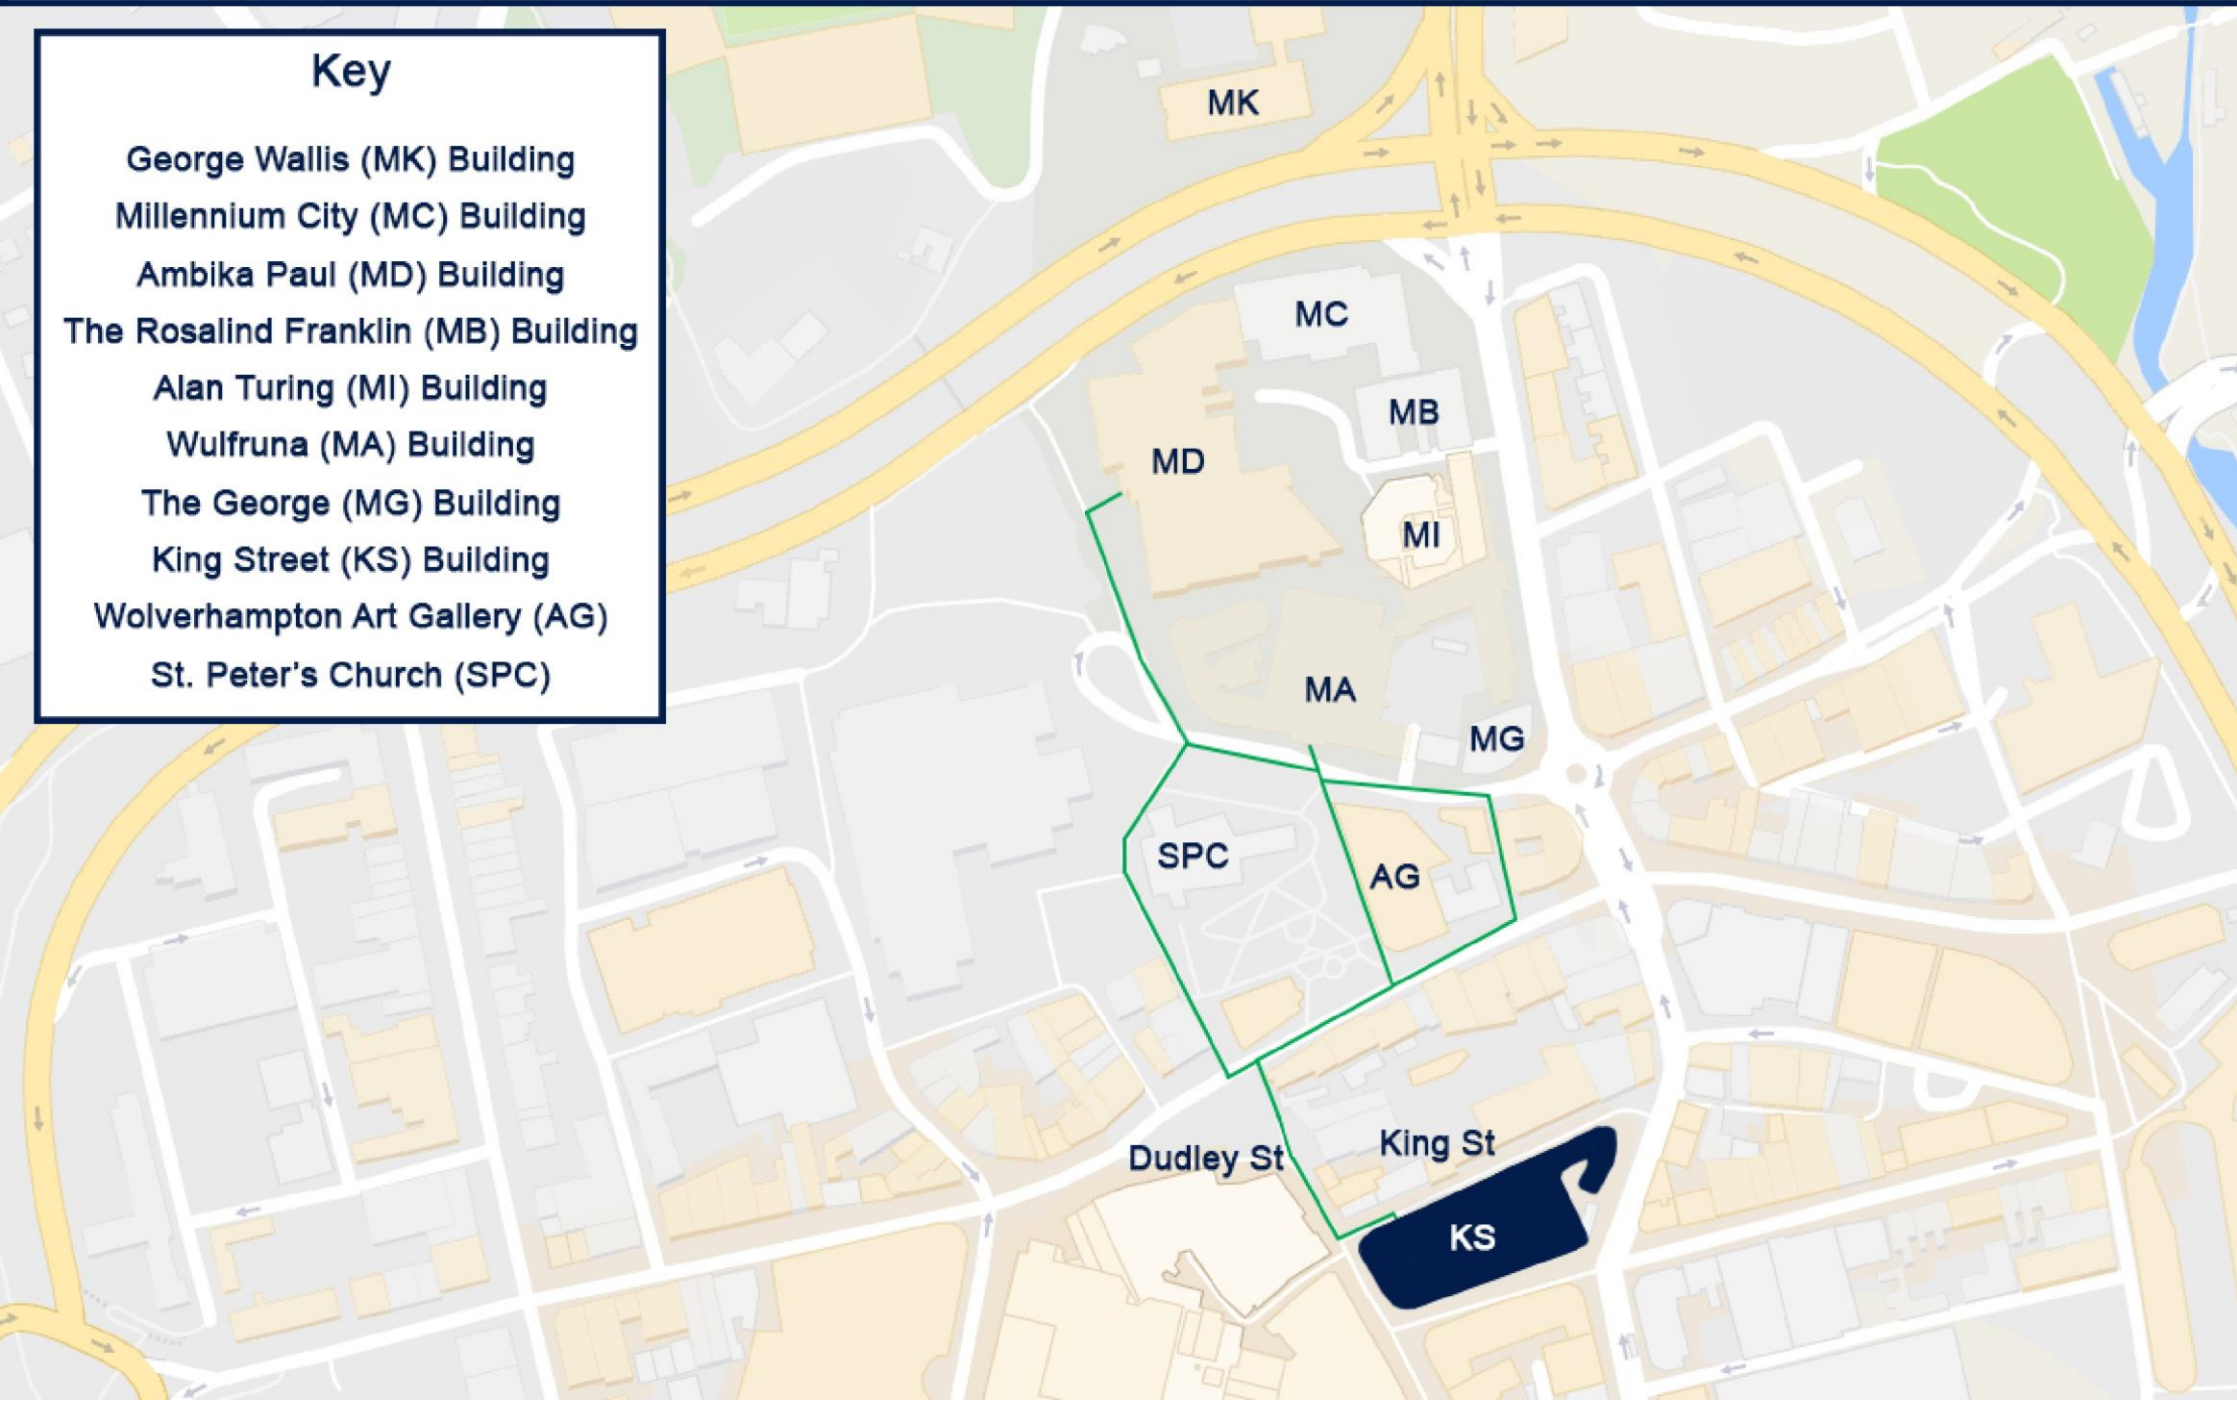 Key
George Wallis (MK) Building
Millennium City (MC) Building
Ambika Paul (MD) Building
The Rosalind Franklin (MB) Building
Alan Turing (MI) Building
Wulfruna (MA) Building
The George (MG) Building
King Street (KS) Building
Wolverhampton Art Gallery (AG)
St. Peter's Church (SPC)
MK
MC
MB
MD
MI
MA
MG
SPC
AG
King St
Dudley St
KS